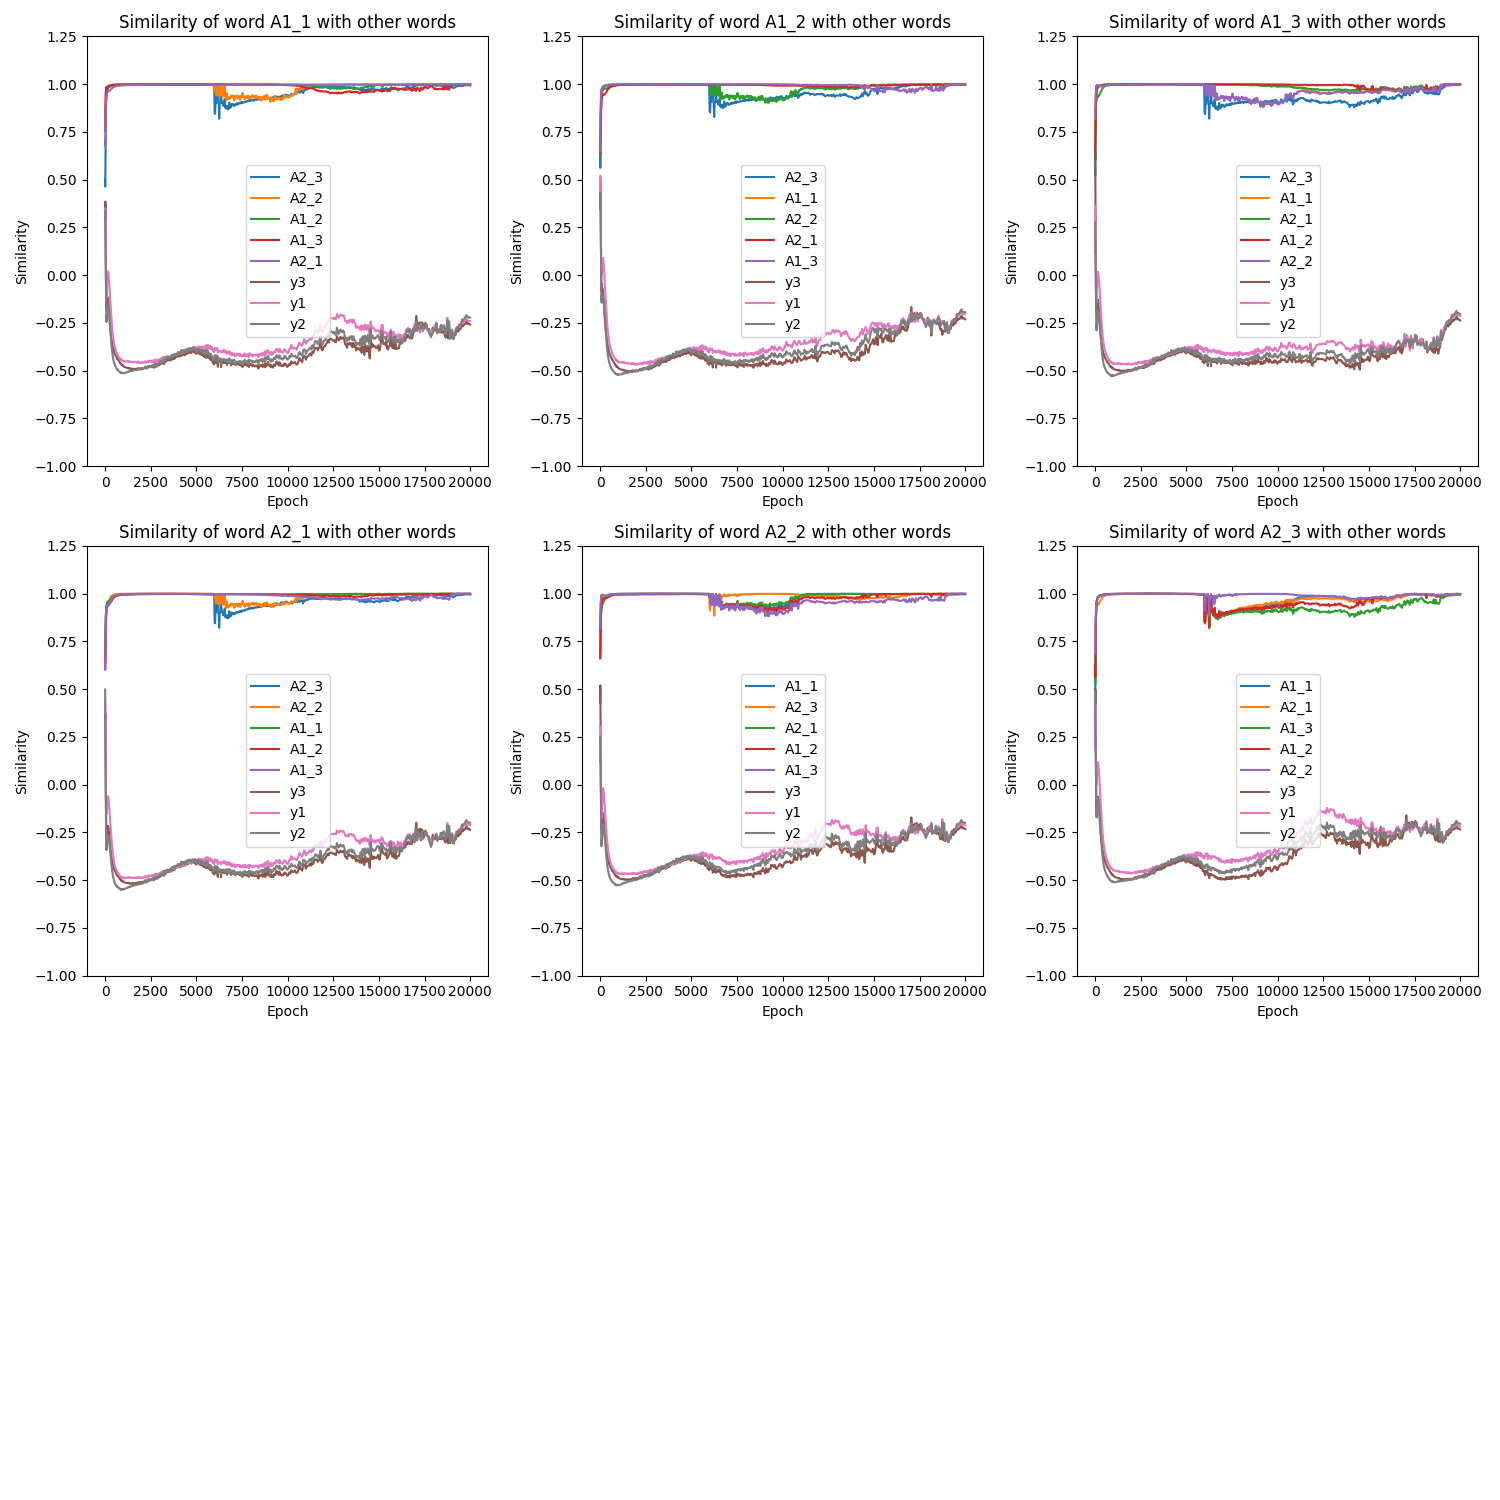 Similarity of word A1_1 with other words
1.25
1.00
0.75
0.50
0.25
0.00
−0.25
−0.50
−0.75
−1.00
Similarity
A2_3
A2_2
A1_2
A1_3
A2_1
y3
y1
y2
0 2500 5000 7500 10000 12500 15000 17500 20000
Epoch
Similarity of word A1_2 with other words
1.25
1.00
0.75
0.50
0.25
0.00
−0.25
−0.50
−0.75
−1.00
Similarity
A2_3
A1_1
A2_2
A2_1
A1_3
y3
y1
y2
0 2500 5000 7500 10000 12500 15000 17500 20000
Epoch
Similarity of word A1_3 with other words
1.25
1.00
0.75
0.50
0.25
0.00
−0.25
−0.50
−0.75
−1.00
Similarity
A2_3
A1_1
A2_1
A1_2
A2_2
y3
y1
y2
0 2500 5000 7500 10000 12500 15000 17500 20000
Epoch
Similarity of word A2_1 with other words
1.25
1.00
0.75
0.50
0.25
0.00
−0.25
−0.50
−0.75
−1.00
Similarity
A2_3
A2_2
A1_1
A1_2
A1_3
y3
y1
y2
0 2500 5000 7500 10000 12500 15000 17500 20000
Epoch
Similarity of word A2_2 with other words
1.25
1.00
0.75
0.50
0.25
0.00
−0.25
−0.50
−0.75
−1.00
Similarity
A1_1
A2_3
A2_1
A1_2
A1_3
y3
y1
y2
0 2500 5000 7500 10000 12500 15000 17500 20000
Epoch
Similarity of word A2_3 with other words
1.25
1.00
0.75
0.50
0.25
0.00
−0.25
−0.50
−0.75
−1.00
Similarity
A1_1
A2_1
A1_3
A1_2
A2_2
y3
y1
y2
0 2500 5000 7500 10000 12500 15000 17500 20000
Epoch